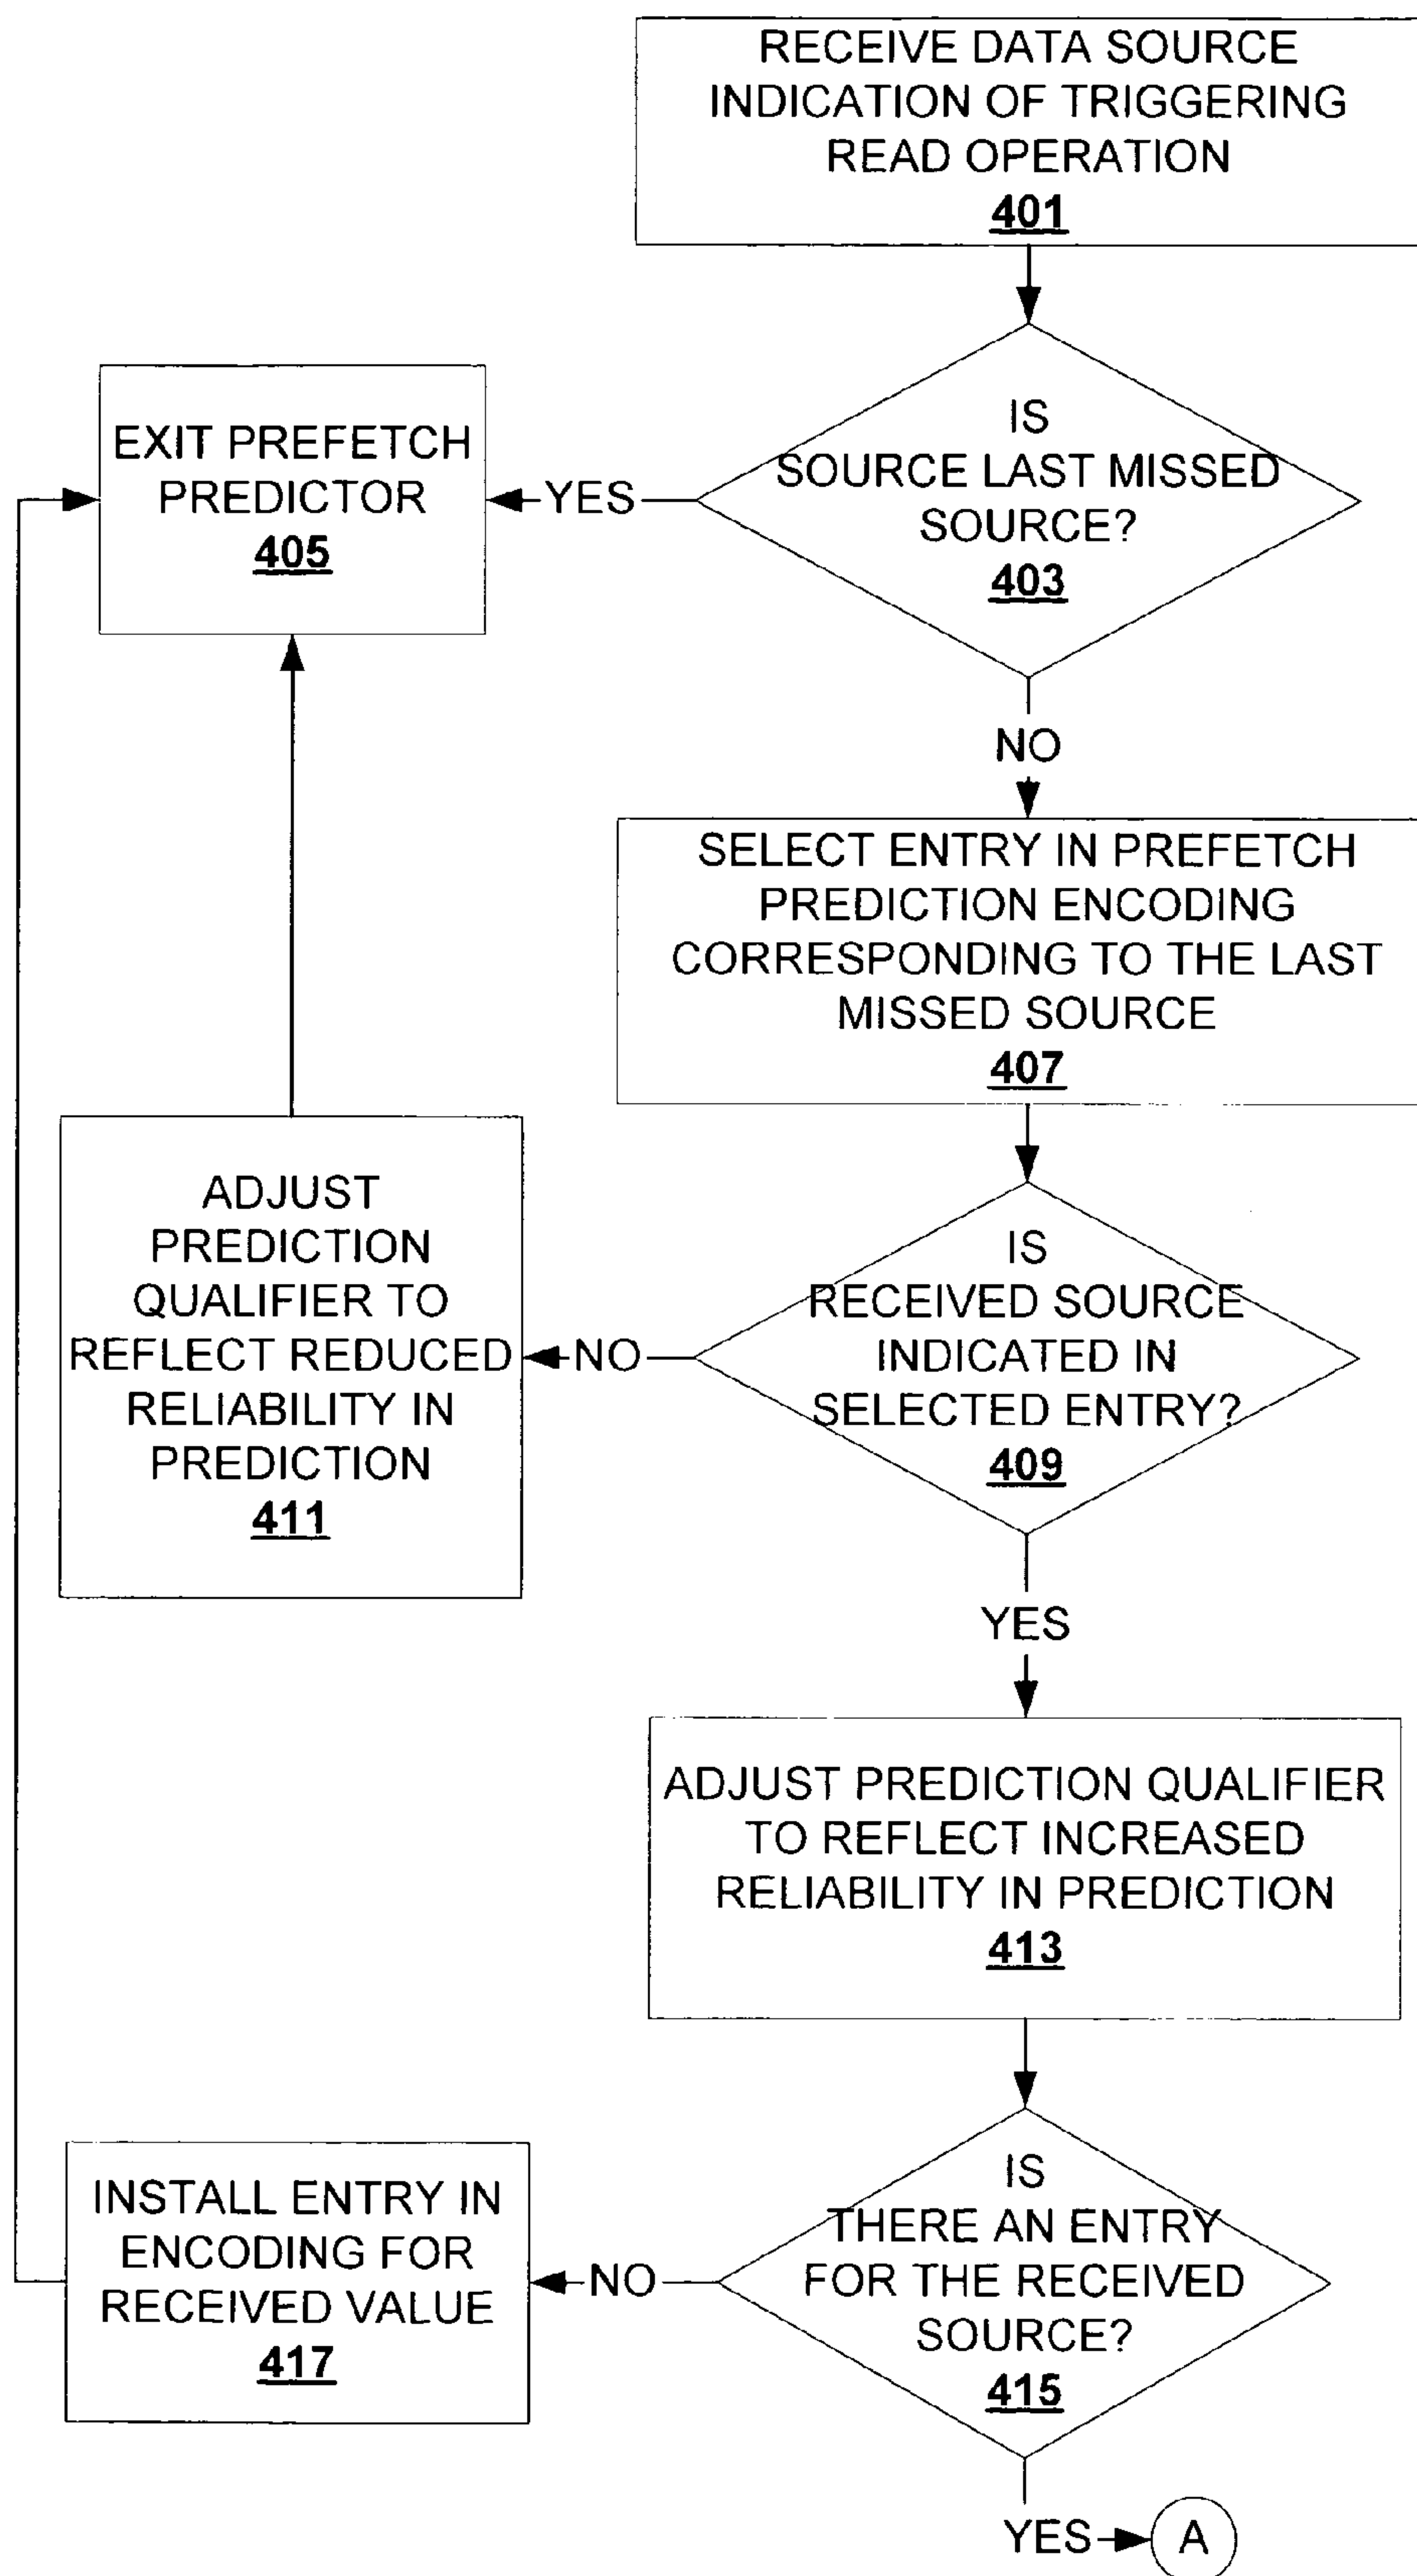 RECEIVE DATA SOURCE
INDICATION OF TRIGGERING
READ OPERATION
401
IS
SOURCE LAST MISSED
SOURCE?
403
YES
EXIT PREFETCH
PREDICTOR
405
NO
SELECT ENTRY IN PREFETCH
PREDICTION ENCODING
CORRESPONDING TO THE LAST
MISSED SOURCE
407
IS
RECEIVED SOURCE
INDICATED IN
SELECTED ENTRY?
409
NO
ADJUST
PREDICTION
QUALIFIER TO
REFLECT REDUCED
RELIABILITY IN
PREDICTION
411
YES
ADJUST PREDICTION QUALIFIER
TO REFLECT INCREASED
RELIABILITY IN PREDICTION
413
IS
THERE AN ENTRY
FOR THE RECEIVED
SOURCE?
415
NO
INSTALL ENTRY IN
ENCODING FOR
RECEIVED VALUE
417
YES
A